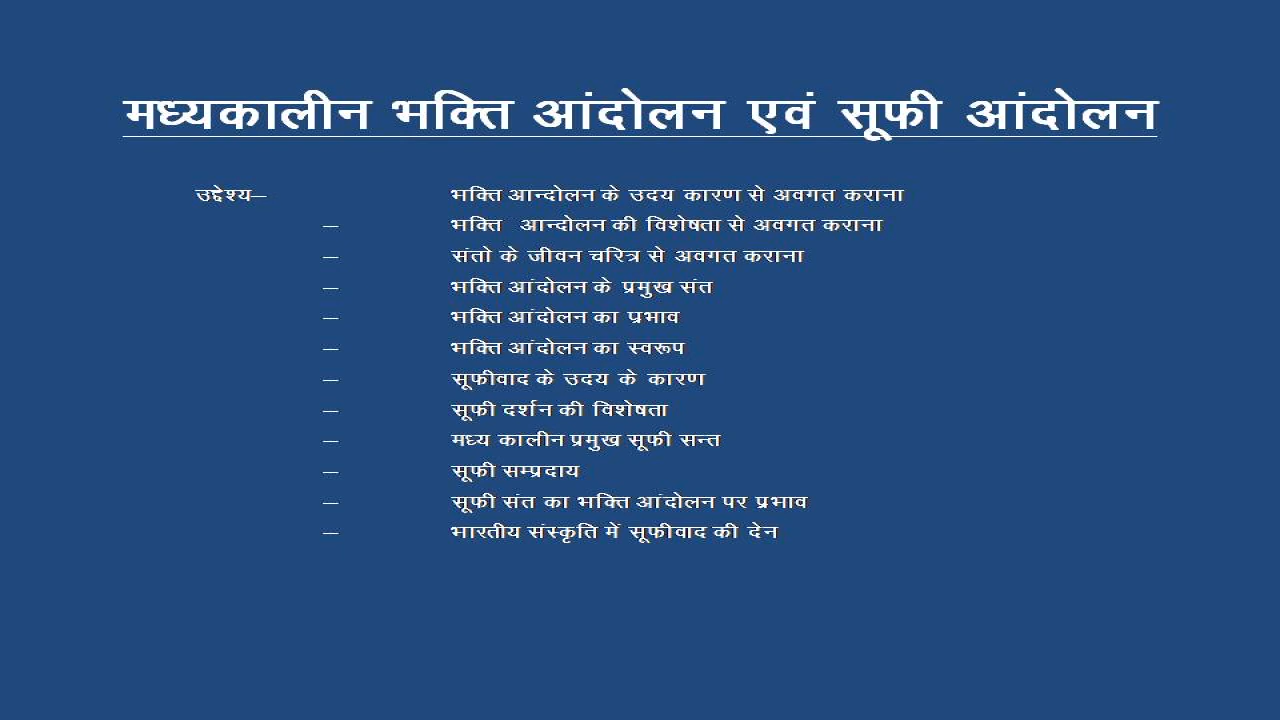 मध्यकालीन भक्ति आंदोलन एवं सूफी आंदोलन
उद्देश्य– भक्ति आन्दोलन के उदय कारण से अवगत कराना
– भक्ति आन्दोलन की विशेषता से अवगत कराना
– संतो के जीवन चरित्र से अवगत कराना
– भक्ति आंदोलन के प्रमुख संत
– भक्ति आंदोलन का प्रभाव
– भक्ति आंदोलन का स्वरूप
– सूफीवाद के उदय के कारण
– सूफी दर्शन की विशेषता
– मध्य कालीन प्रमुख सूफी सन्त
– सूफी सम्प्रदाय
– सूफी संत का भक्ति आंदोलन पर प्रभाव
– भारतीय संस्कृति में सूफीवाद की देन